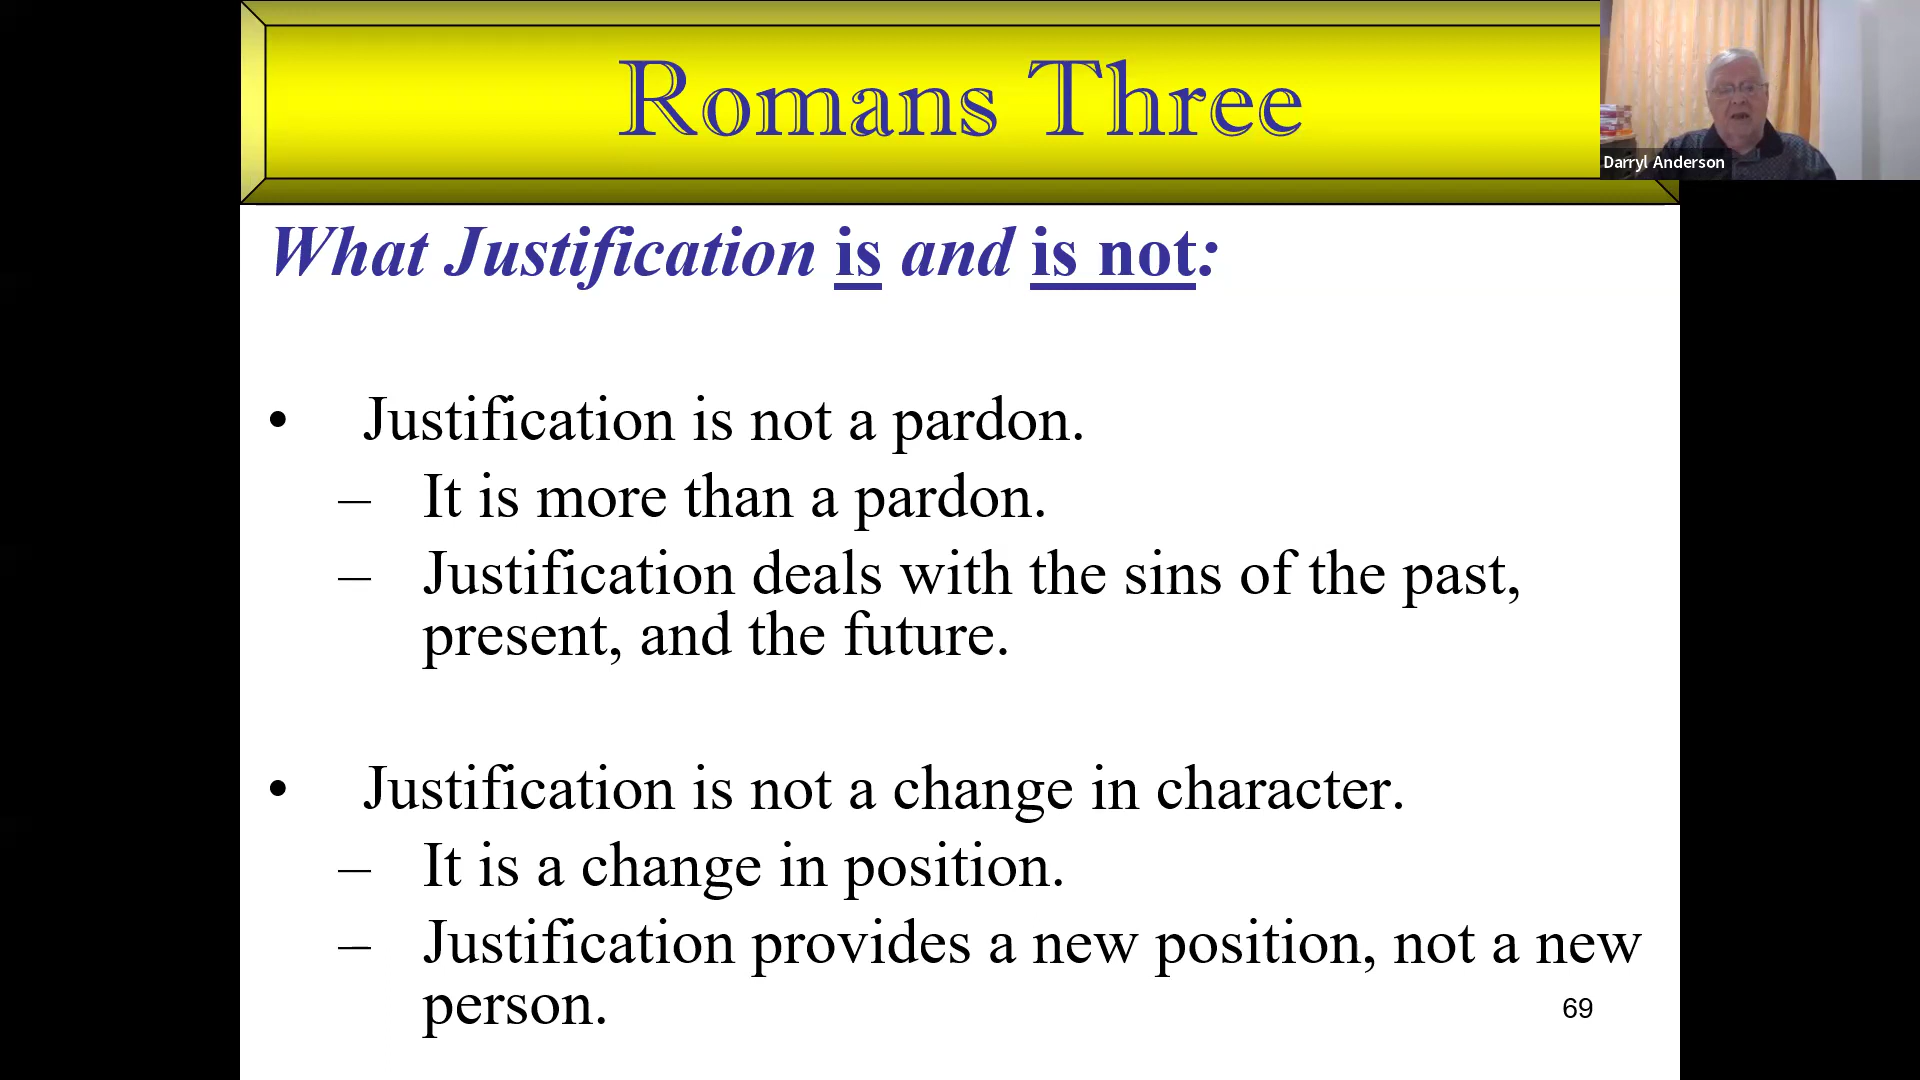 Romans Three
Darryl Anderson
What Justification is and is not:
• Justification is not a pardon.
– It is more than a pardon.
– Justification deals with the sins of the past,
present, and the future.
• Justification is not a change in character.
– It is a change in position.
– Justification provides a new position, not a new
person.
69